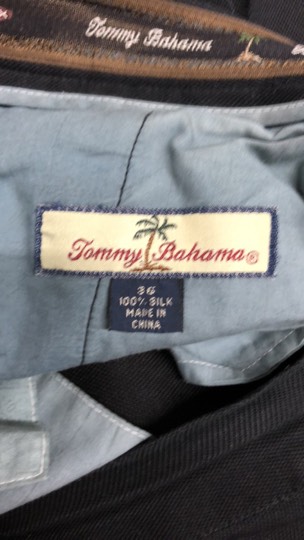 Tommy Bahama
Tommy Bahama®
36
100% SILK
MADE IN
CHINA